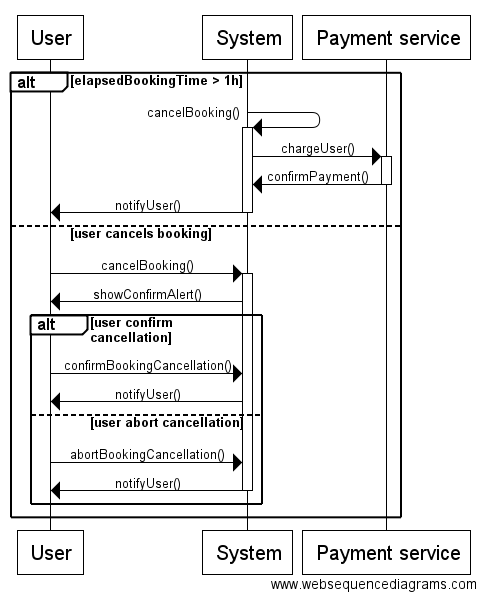 User System Payment service
alt [elapsedBookingTime > 1h]
cancelBooking()
chargeUser()
confirmPayment()
notifyUser()
[user cancels booking]
cancelBooking()
showConfirmAlert()
alt [user confirm
cancellation]
confirmBookingCancellation()
notifyUser()
[user abort cancellation]
abortBookingCancellation()
notifyUser()
User System Payment service
www.websequencediagrams.com